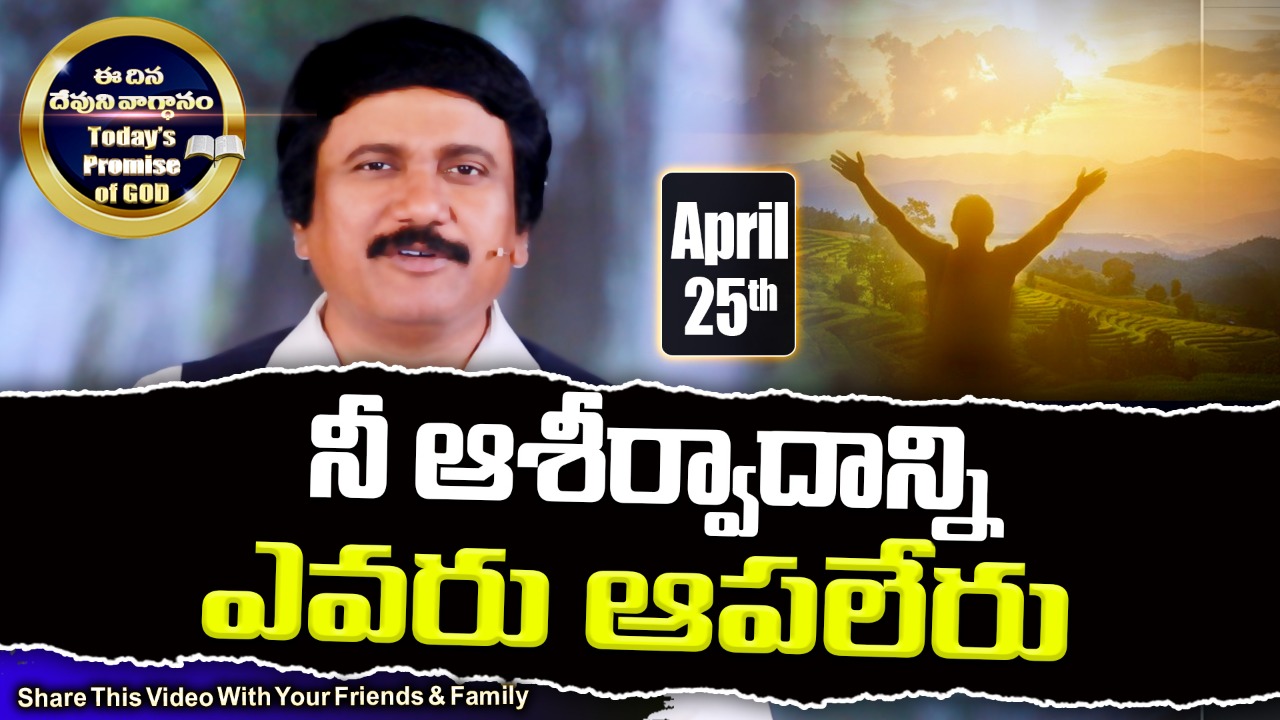 ఈ దిన
దేవుని వాగ్ధానం
Today's
Promise
of GOD
April
25th
నీ ఆశీర్వాదాన్ని
ఎవరు ఆపలేరు
Share This Video With Your Friends & Family